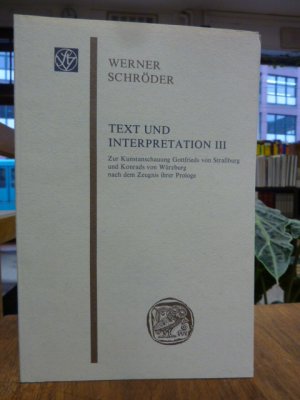 WERNER
SCHRÖDER
TEXT UND
INTERPRETATION III
Zur Kunstanschauung Gottfrieds von Straßburg
und Konrads von Würzburg
nach dem Zeugnis ihrer Prologe